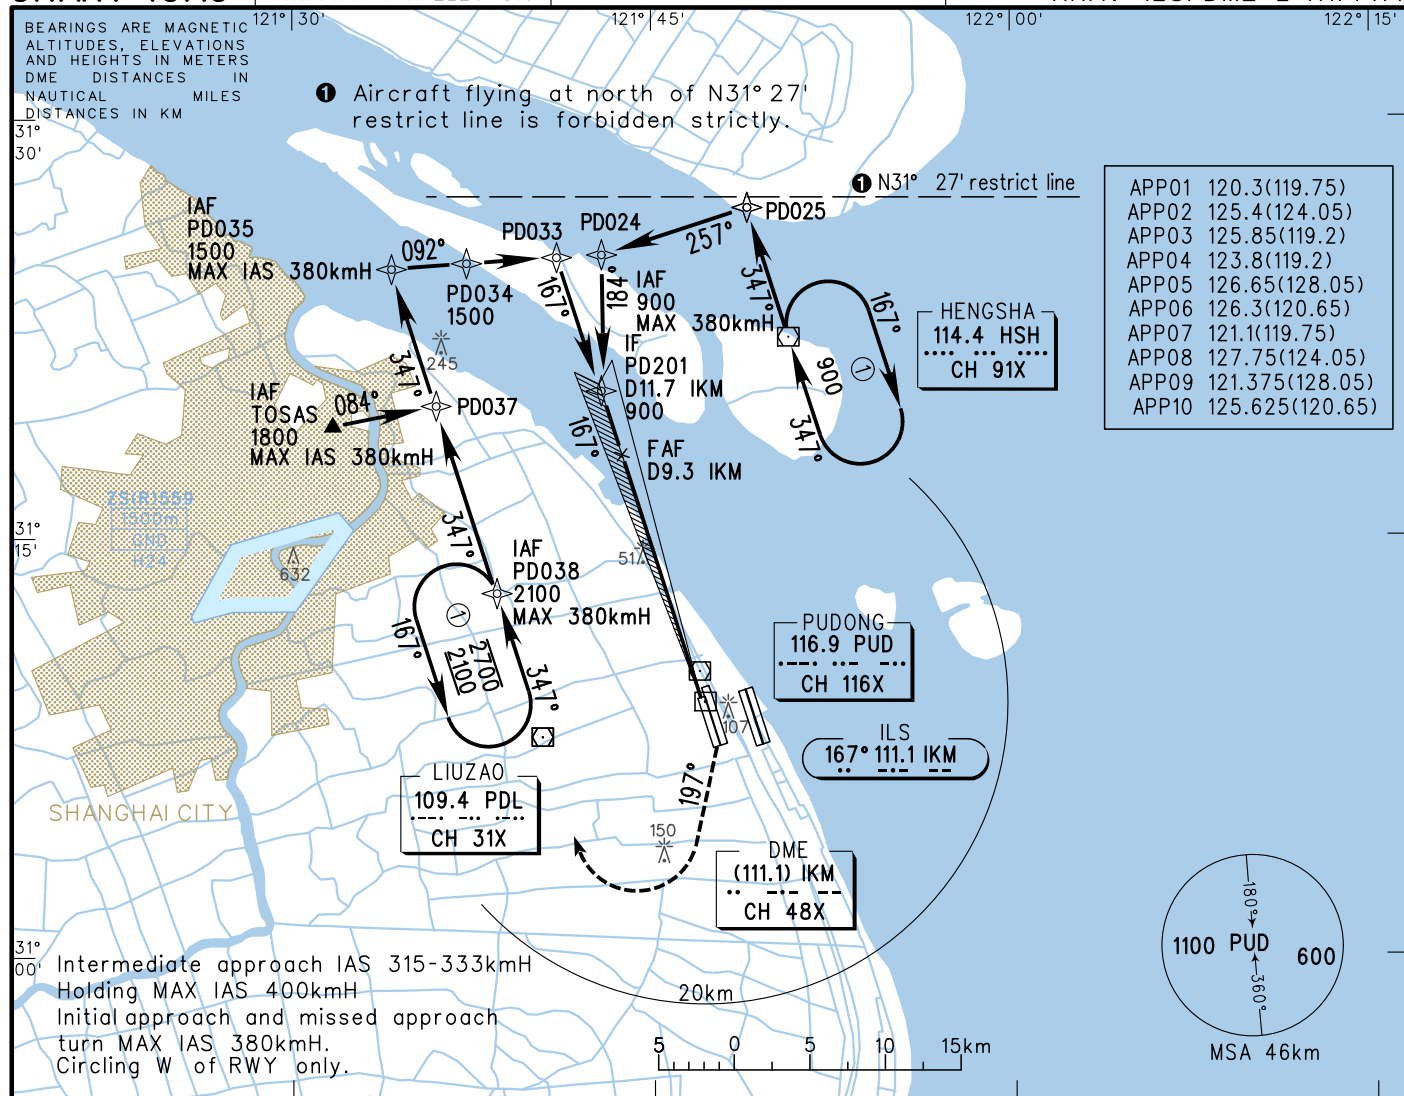 121° 30'
121° 45'
122° 00'
122° 15'
BEARINGS ARE MAGNETIC
ALTITUDES, ELEVATIONS
AND HEIGHTS IN METERS
DME DISTANCES IN
NAUTICAL MILES
DISTANCES IN KM
❶ Aircraft flying at north of N31° 27'
restrict line is forbidden strictly.
31°
30'
❶ N31° 27' restrict line
APP01 120.3(119.75)
APP02 125.4(124.05)
APP03 125.85(119.2)
APP04 123.8(119.2)
APP05 126.65(128.05)
APP06 126.3(120.65)
APP07 121.1(119.75)
APP08 127.75(124.05)
APP09 121.375(128.05)
APP10 125.625(120.65)
IAF
PD035
1500
MAX IAS 380kmH
092°
PD034
1500
PD033
PD024
PD025
257°
167°
184°
IAF
900
MAX 380kmH
347°
167°
900
1
347°
HENGSHA
114.4 HSH
CH 91X
IF
PD201
D11.7 IKM
900
245
347°
IAF
TOSAS
1800
MAX IAS 380kmH
084°
PD037
167°
FAF
D9.3 IKM
ZS(R)559
1500m
GND
H24
31°
15'
632
347°
51
IAF
PD038
2100
MAX 380kmH
1
167°
2700
2100
347°
PUDONG
116.9 PUD
CH 116X
107
ILS
167° 111.1 IKM
LIUZAO
109.4 PDL
CH 31X
197°
SHANGHAI CITY
150
DME
(111.1) IKM
CH 48X
31°
00'
Intermediate approach IAS 315-333kmH
Holding MAX IAS 400kmH
Initial approach and missed approach
turn MAX IAS 380kmH.
Circling W of RWY only.
20km
5 0 5 10 15km
180°
1100 PUD 600
360°
MSA 46km